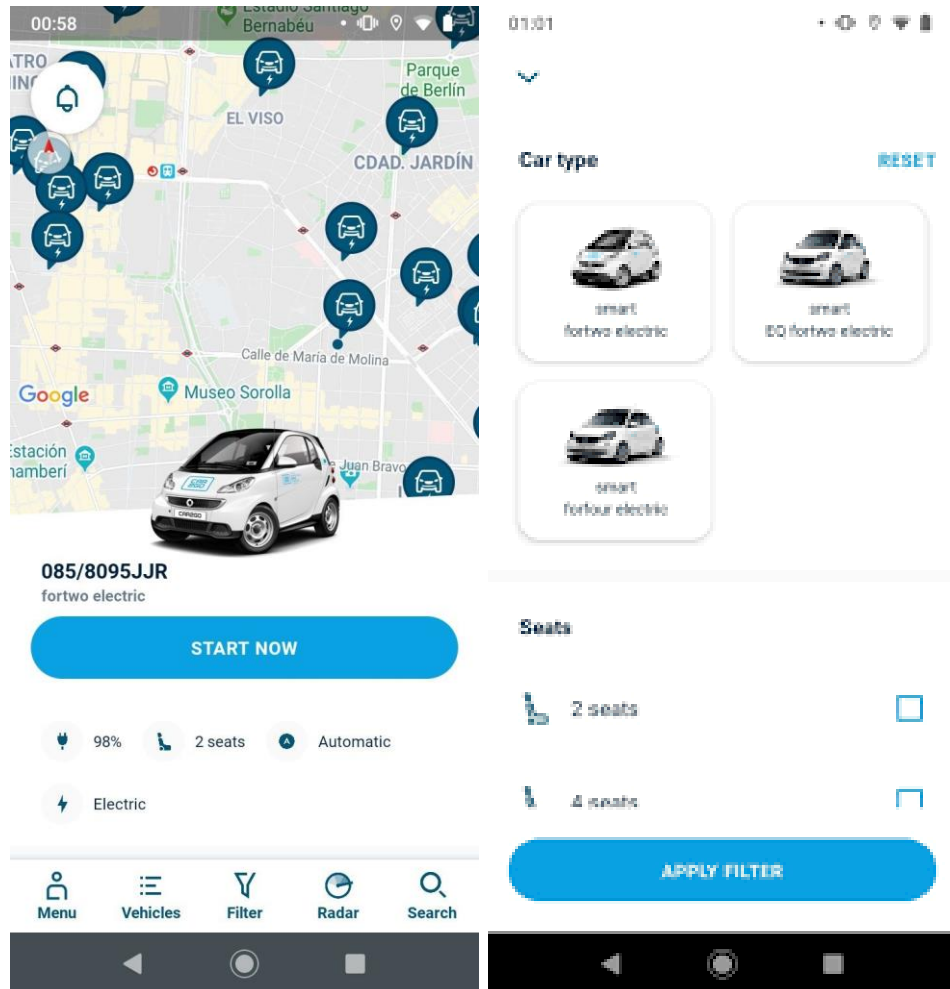 00:58
Estadio Santiago
Bernabéu
Parque
de Berlín
EL VISO
CDAD. JARDÍN
Calle de María de Molina
Google
Museo Sorolla
Juan Bravo
CAR2GO
085/8095JJR
fortwo electric
START NOW
98%
2 seats
A
Automatic
Electric
Menu
Vehicles
Filter
Radar
Search
01:01
Car type
RESET
smart
fortwo electric
smart
EQ fortwo electric
smart
forfour electric
Seats
2 seats
4 seats
APPLY FILTER